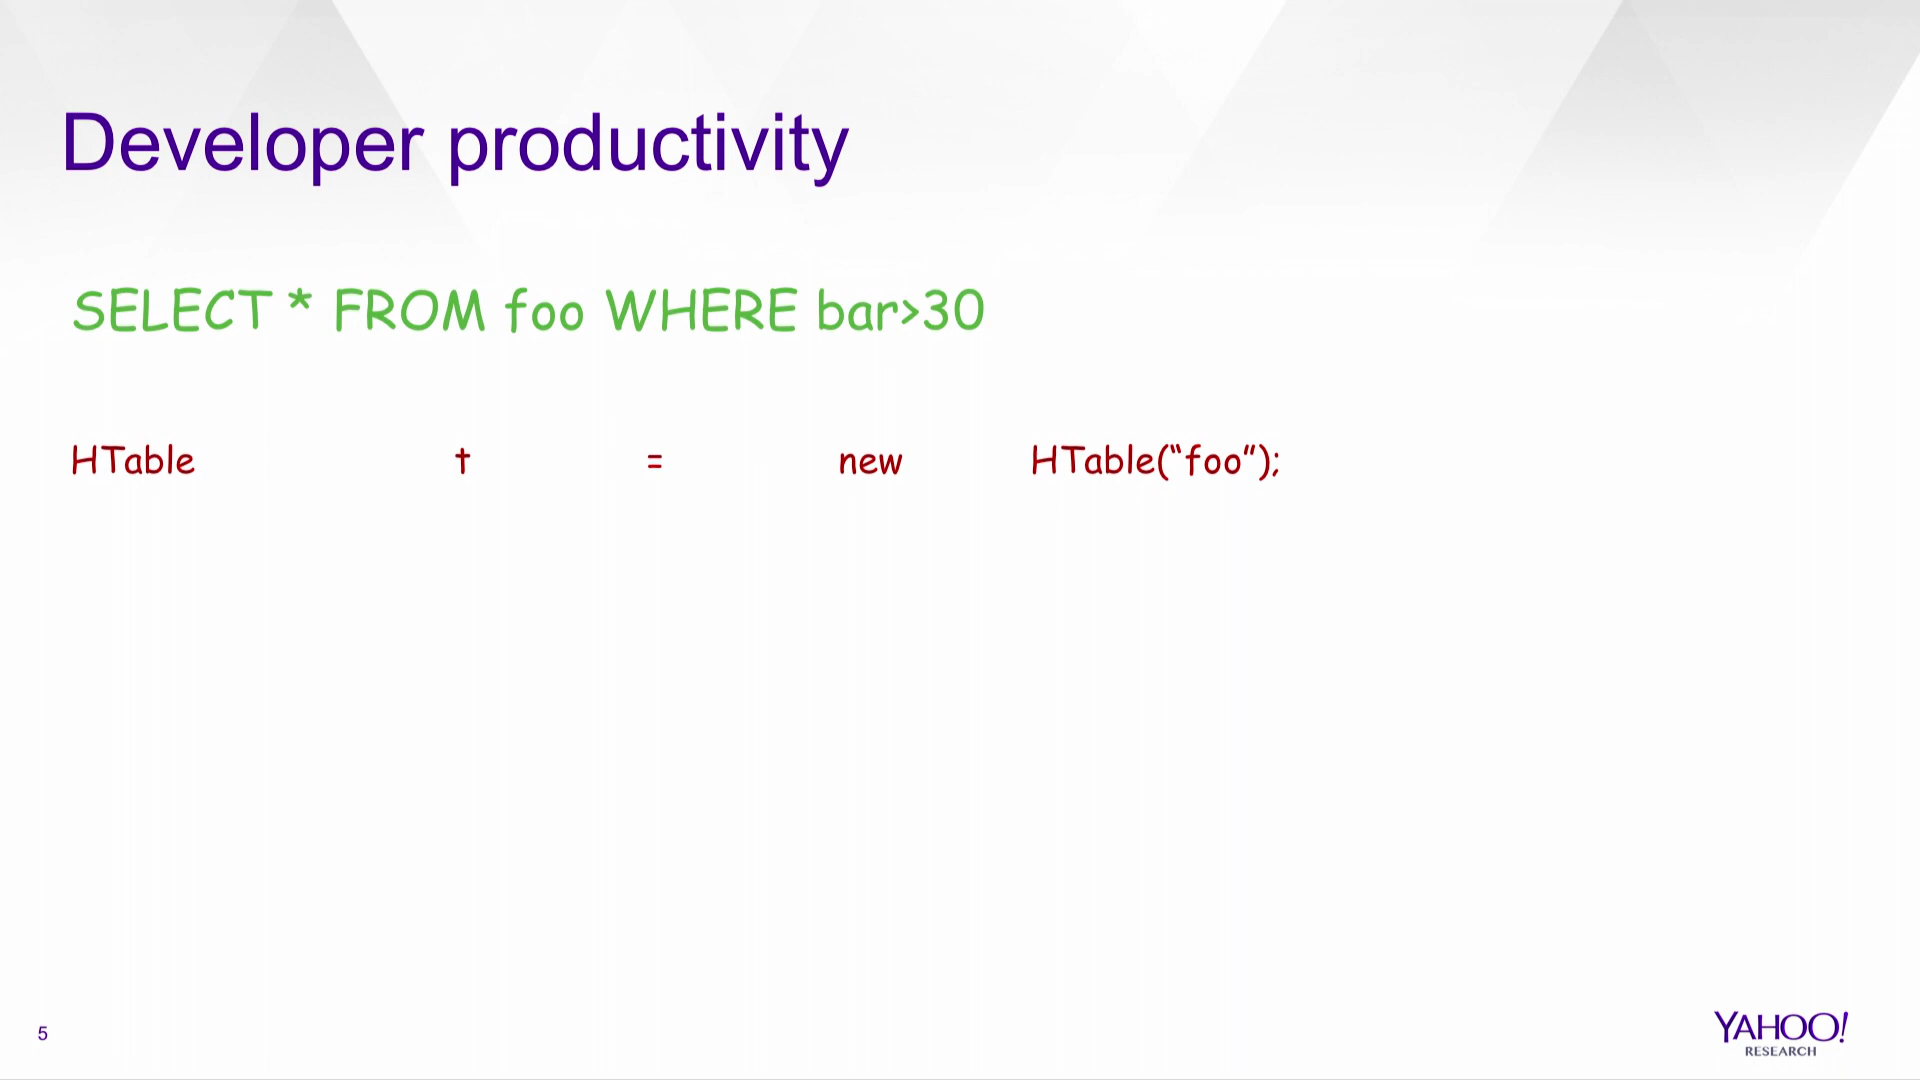 Developer productivity
SELECT * FROM foo WHERE bar>30
HTable t = new HTable(“foo”);
5
YAHOO!
RESEARCH